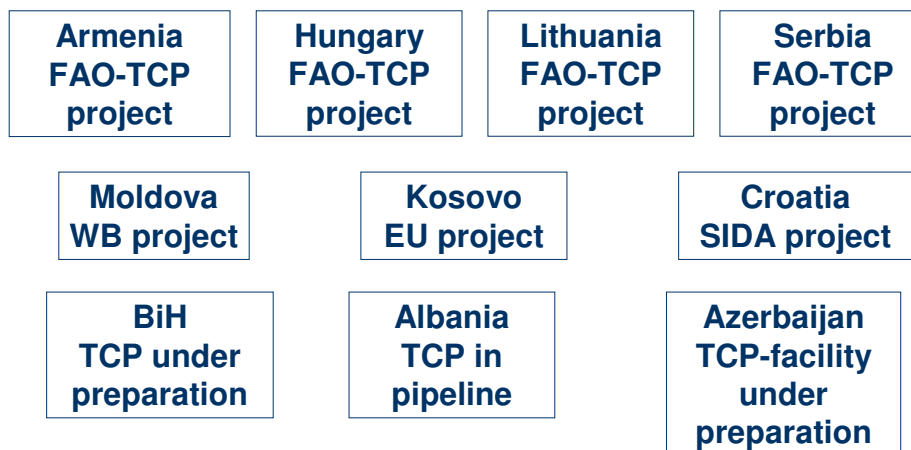 Armenia
FAO-TCP
project
Hungary
FAO-TCP
project
Lithuania
FAO-TCP
project
Serbia
FAO-TCP
project
Moldova
WB project
Kosovo
EU project
Croatia
SIDA project
BiH
TCP under
preparation
Albania
TCP in
pipeline
Azerbaijan
TCP-facility
under
preparation